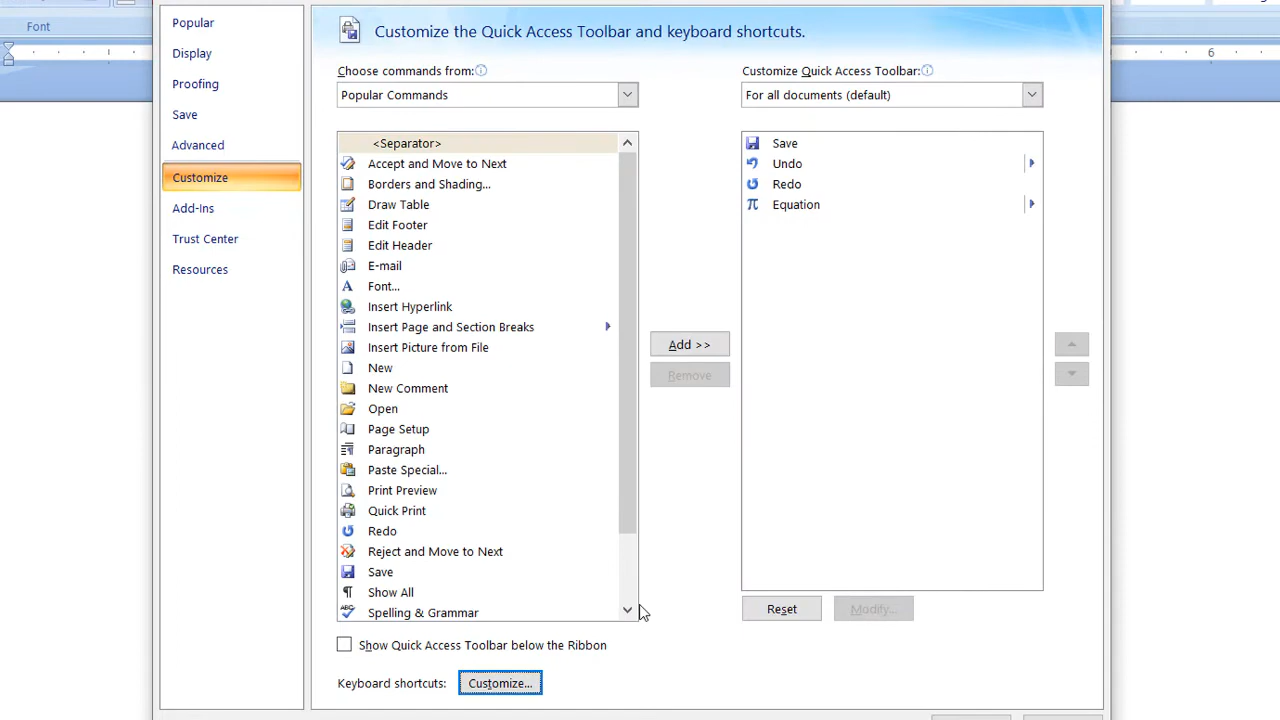 Font
6
Popular
Display
Proofing
Save
Advanced
Customize
Add-Ins
Trust Center
Resources
Customize the Quick Access Toolbar and keyboard shortcuts.
Choose commands from:
Popular Commands
<Separator>
Accept and Move to Next
Borders and Shading...
Draw Table
Edit Footer
Edit Header
E-mail
Font...
Insert Hyperlink
Insert Page and Section Breaks
Insert Picture from File
New
New Comment
Open
Page Setup
Paragraph
Paste Special...
Print Preview
Quick Print
Redo
Reject and Move to Next
Save
Show All
Spelling & Grammar
Add >>
Remove
Customize Quick Access Toolbar:
For all documents (default)
Save
Undo
Redo
Equation
Reset
Modify...
Show Quick Access Toolbar below the Ribbon
Keyboard shortcuts:
Customize...